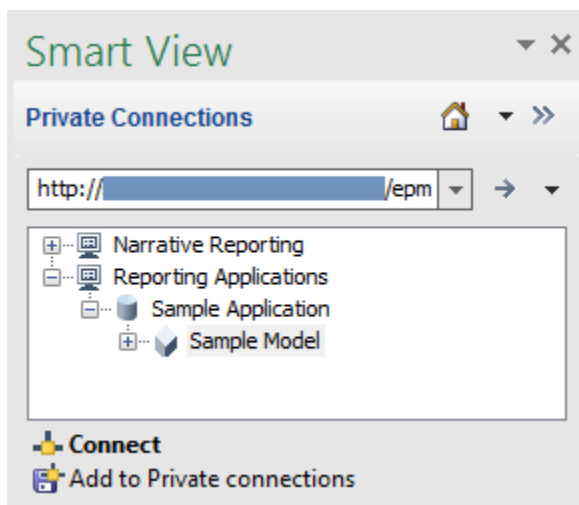 Smart View
Private Connections
http:// /epm
Narrative Reporting
Reporting Applications
Sample Application
Sample Model
Connect
Add to Private connections